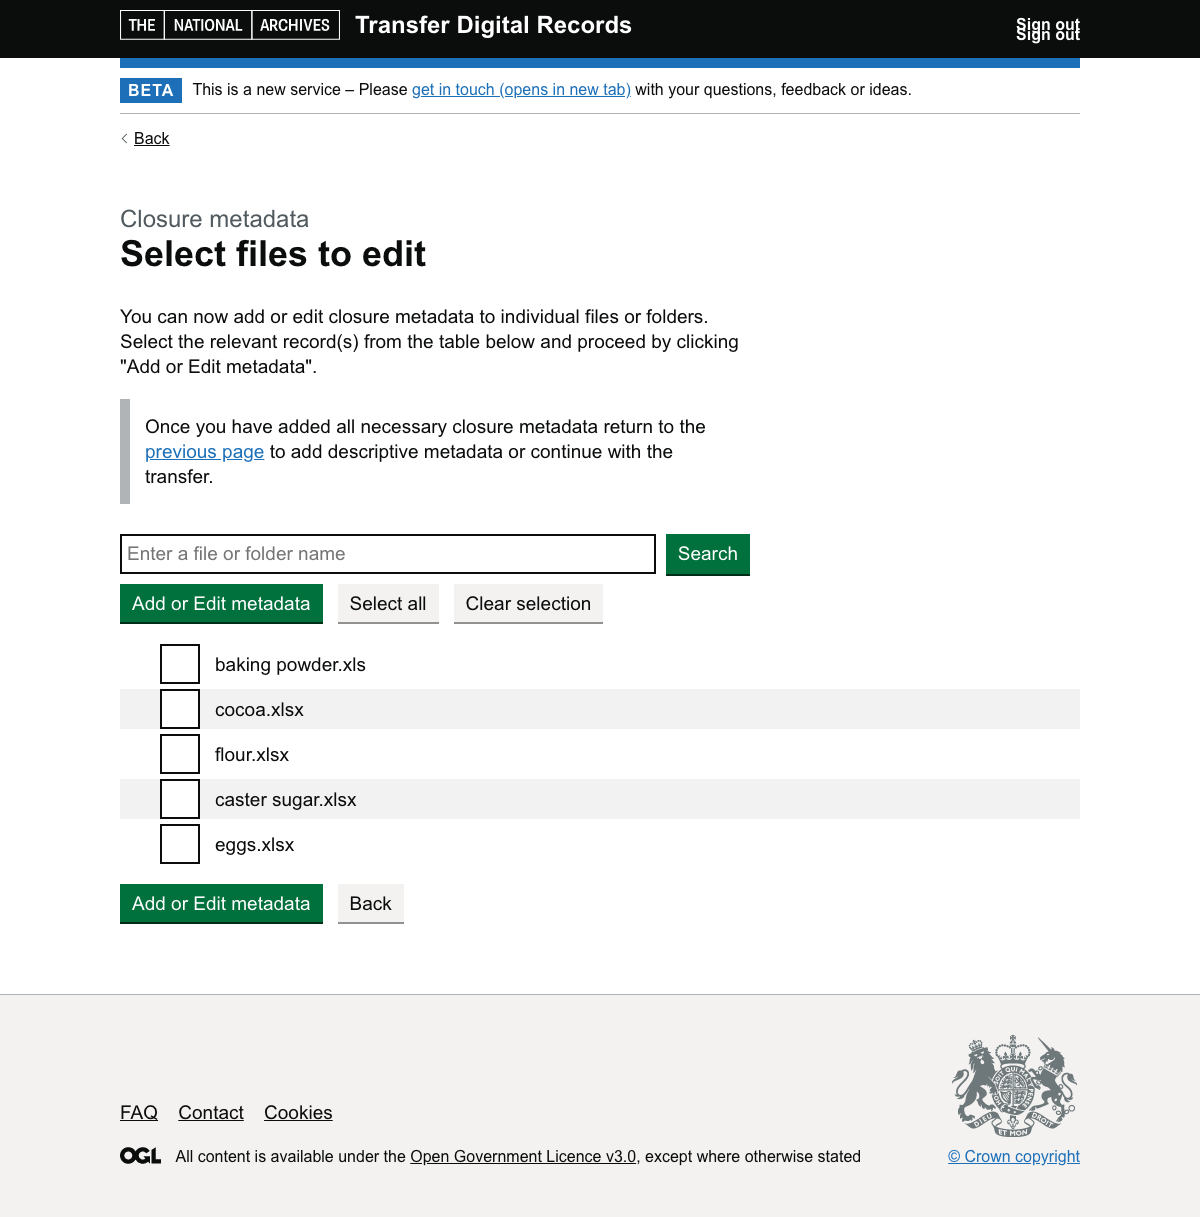 THE NATIONAL ARCHIVES Transfer Digital Records
Sign out
Sign out
BETA This is a new service – Please get in touch (opens in new tab) with your questions, feedback or ideas.
Back
Closure metadata
Select files to edit
You can now add or edit closure metadata to individual files or folders.
Select the relevant record(s) from the table below and proceed by clicking
"Add or Edit metadata".
Once you have added all necessary closure metadata return to the
previous page to add descriptive metadata or continue with the
transfer.
Enter a file or folder name Search
Add or Edit metadata Select all Clear selection
baking powder.xls
cocoa.xlsx
flour.xlsx
caster sugar.xlsx
eggs.xlsx
Add or Edit metadata Back
DIEU ET MON DROIT
FAQ Contact Cookies
OGL All content is available under the Open Government Licence v3.0, except where otherwise stated
© Crown copyright